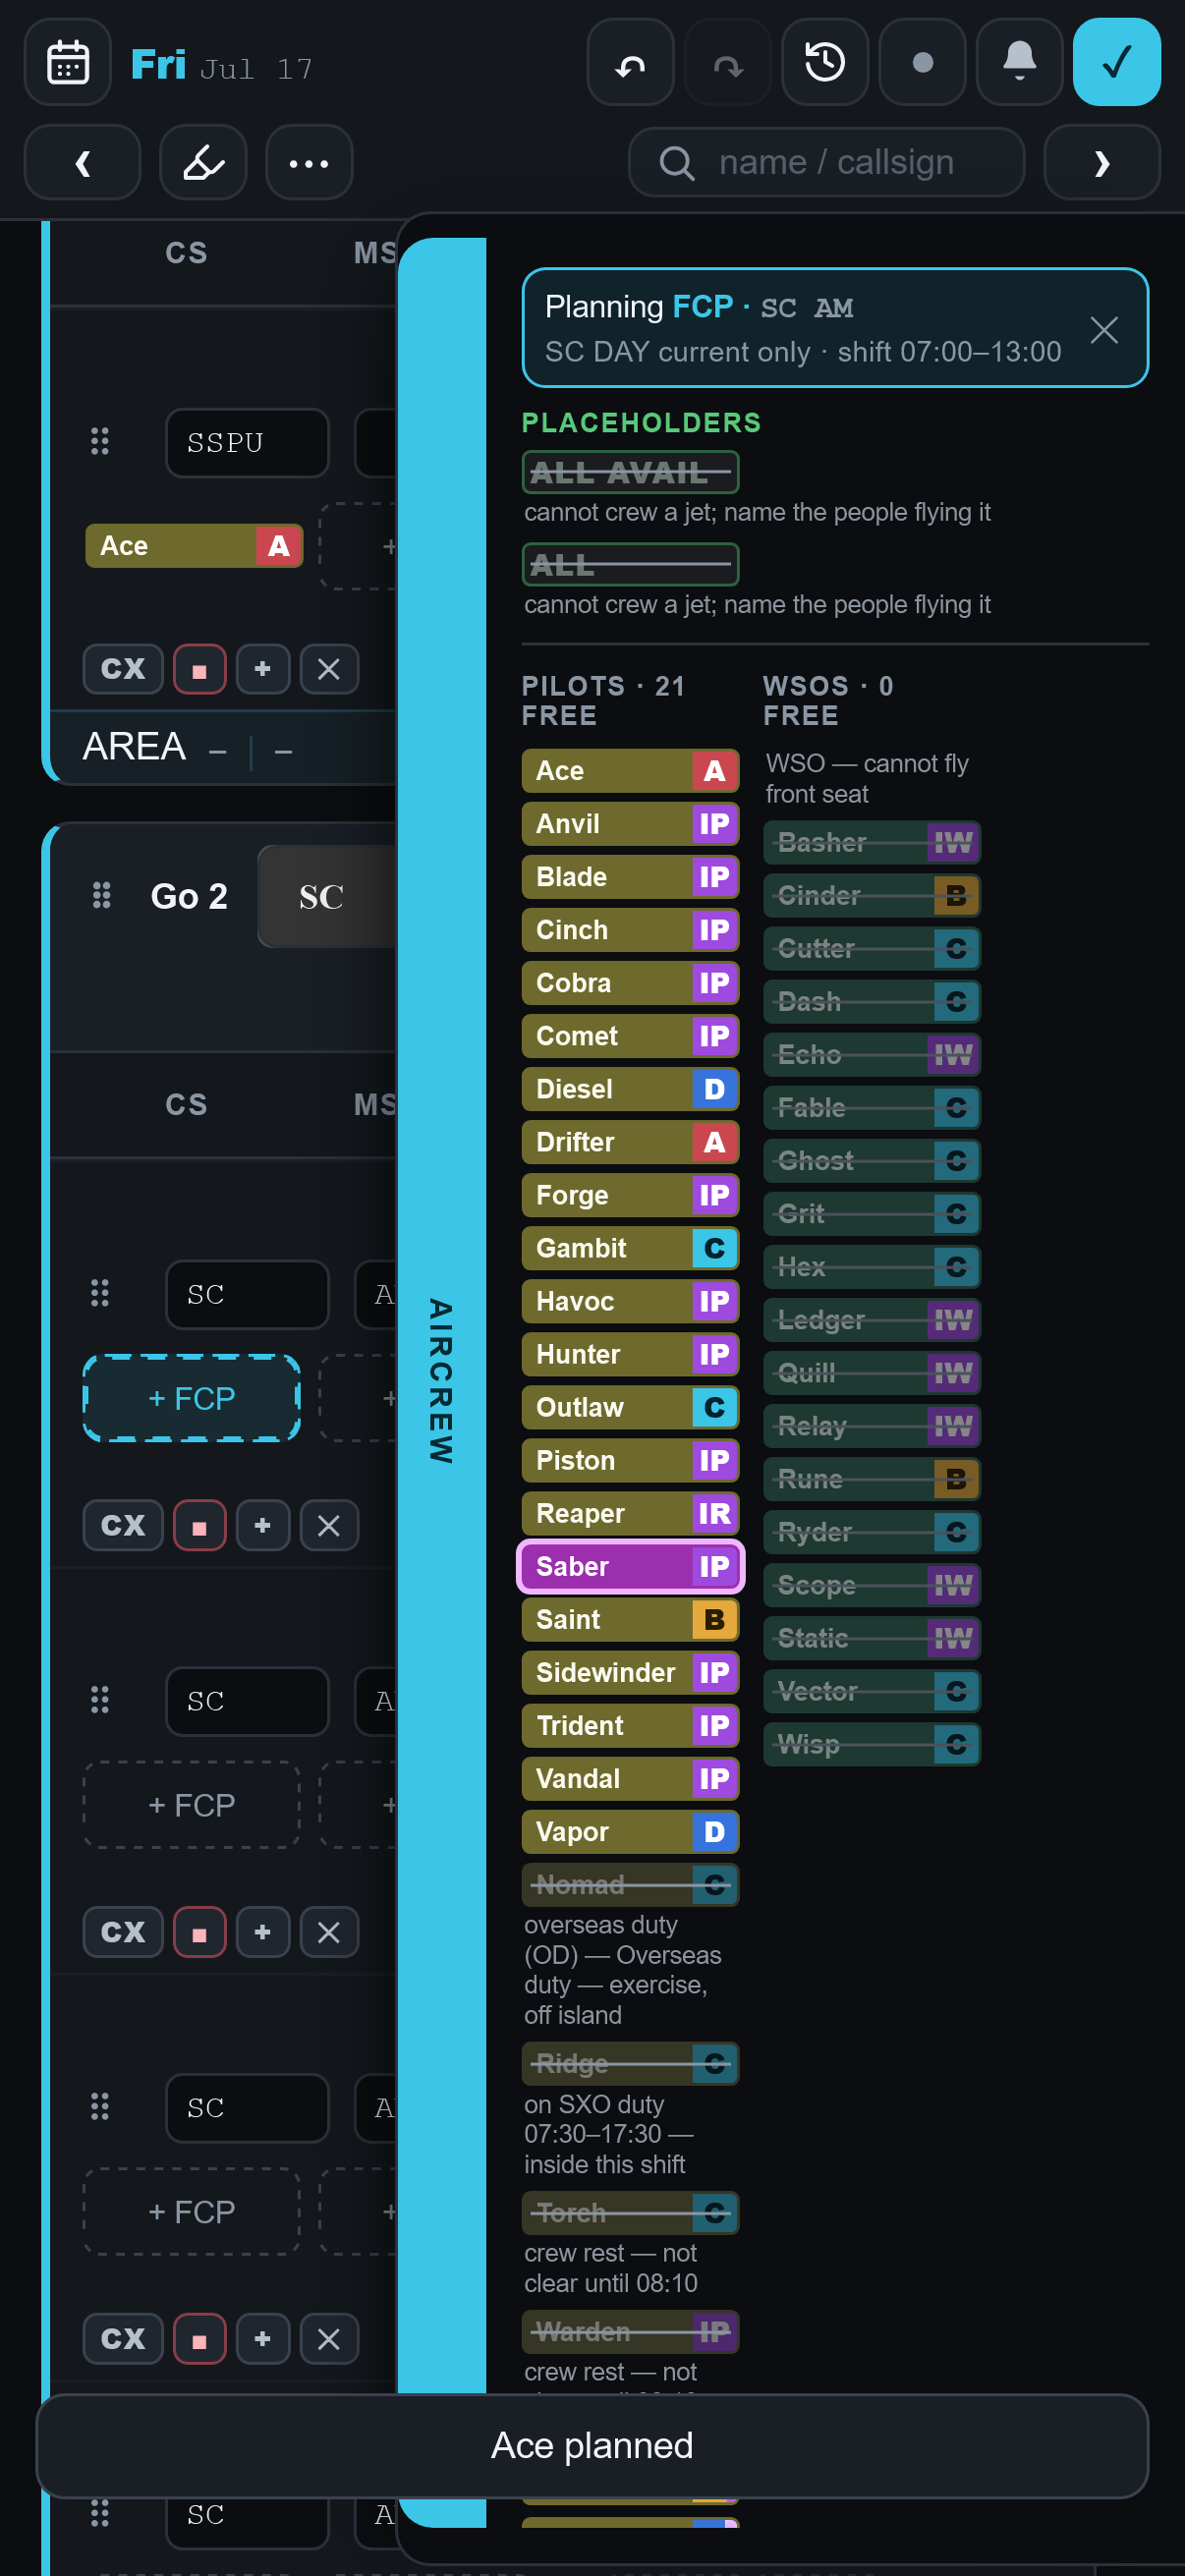 Fri Jul 17
name / callsign
CS MS
SSPU
Ace A
CX + ×
AREA – | –
Go 2 SC
CS MS
SC
+ FCP
CX + ×
SC
+ FCP
CX + ×
SC
+ FCP
CX + ×
SC
AIRCREW
Planning FCP · SC AM
SC DAY current only · shift 07:00–13:00
PLACEHOLDERS
ALL AVAIL
cannot crew a jet; name the people flying it
ALL
cannot crew a jet; name the people flying it
PILOTS · 21
FREE
Ace A
Anvil IP
Blade IP
Cinch IP
Cobra IP
Comet IP
Diesel D
Drifter A
Forge IP
Gambit C
Havoc IP
Hunter IP
Outlaw C
Piston IP
Reaper IR
Saber IP
Saint B
Sidewinder IP
Trident IP
Vandal IP
Vapor D
Nomad C
overseas duty
(OD) — Overseas
duty — exercise,
off island
Ridge C
on SXO duty
07:30–17:30 —
inside this shift
Torch C
crew rest — not
clear until 08:10
Warden IP
crew rest — not
WSOS · 0
FREE
WSO — cannot fly
front seat
Basher IW
Cinder B
Cutter C
Dash C
Echo IW
Fable C
Ghost C
Grit C
Hex C
Ledger IW
Quill IW
Relay IW
Rune B
Ryder C
Scope IW
Static IW
Vector C
Wisp C
Ace planned